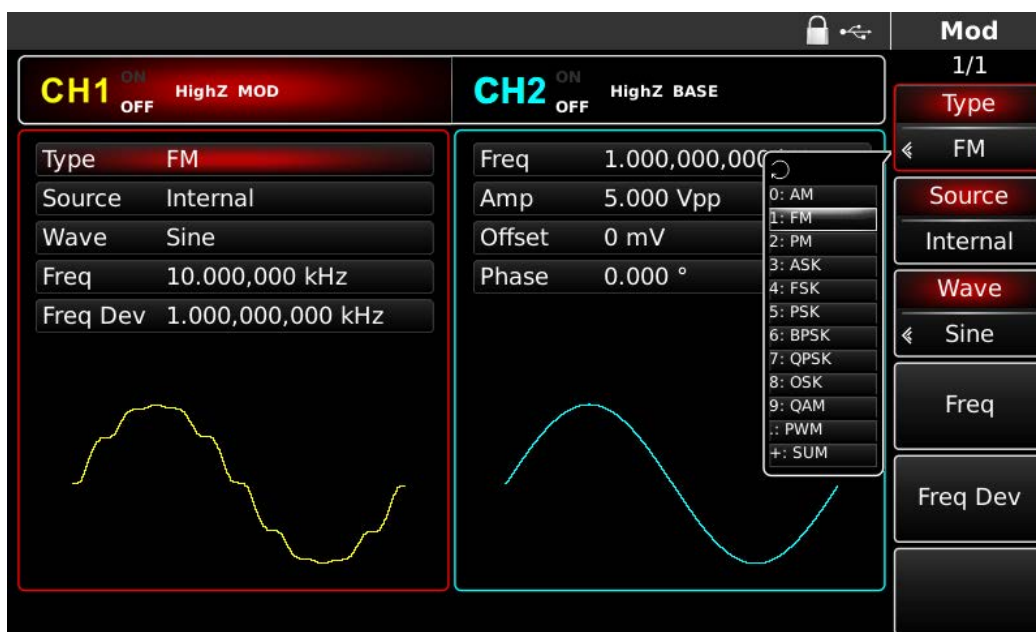 Mod
1/1
CH1 ON OFF HighZ MOD
CH2 ON OFF HighZ BASE
Type FM
Source Internal
Wave Sine
Freq 10.000,000 kHz
Freq Dev 1.000,000,000 kHz
Freq 1.000,000,000
Amp 5.000 Vpp
Offset 0 mV
Phase 0.000 °
0: AM
1: FM
2: PM
3: ASK
4: FSK
5: PSK
6: BPSK
7: QPSK
8: OSK
9: QAM
.: PWM
+: SUM
Type
FM
Source
Internal
Wave
Sine
Freq
Freq Dev